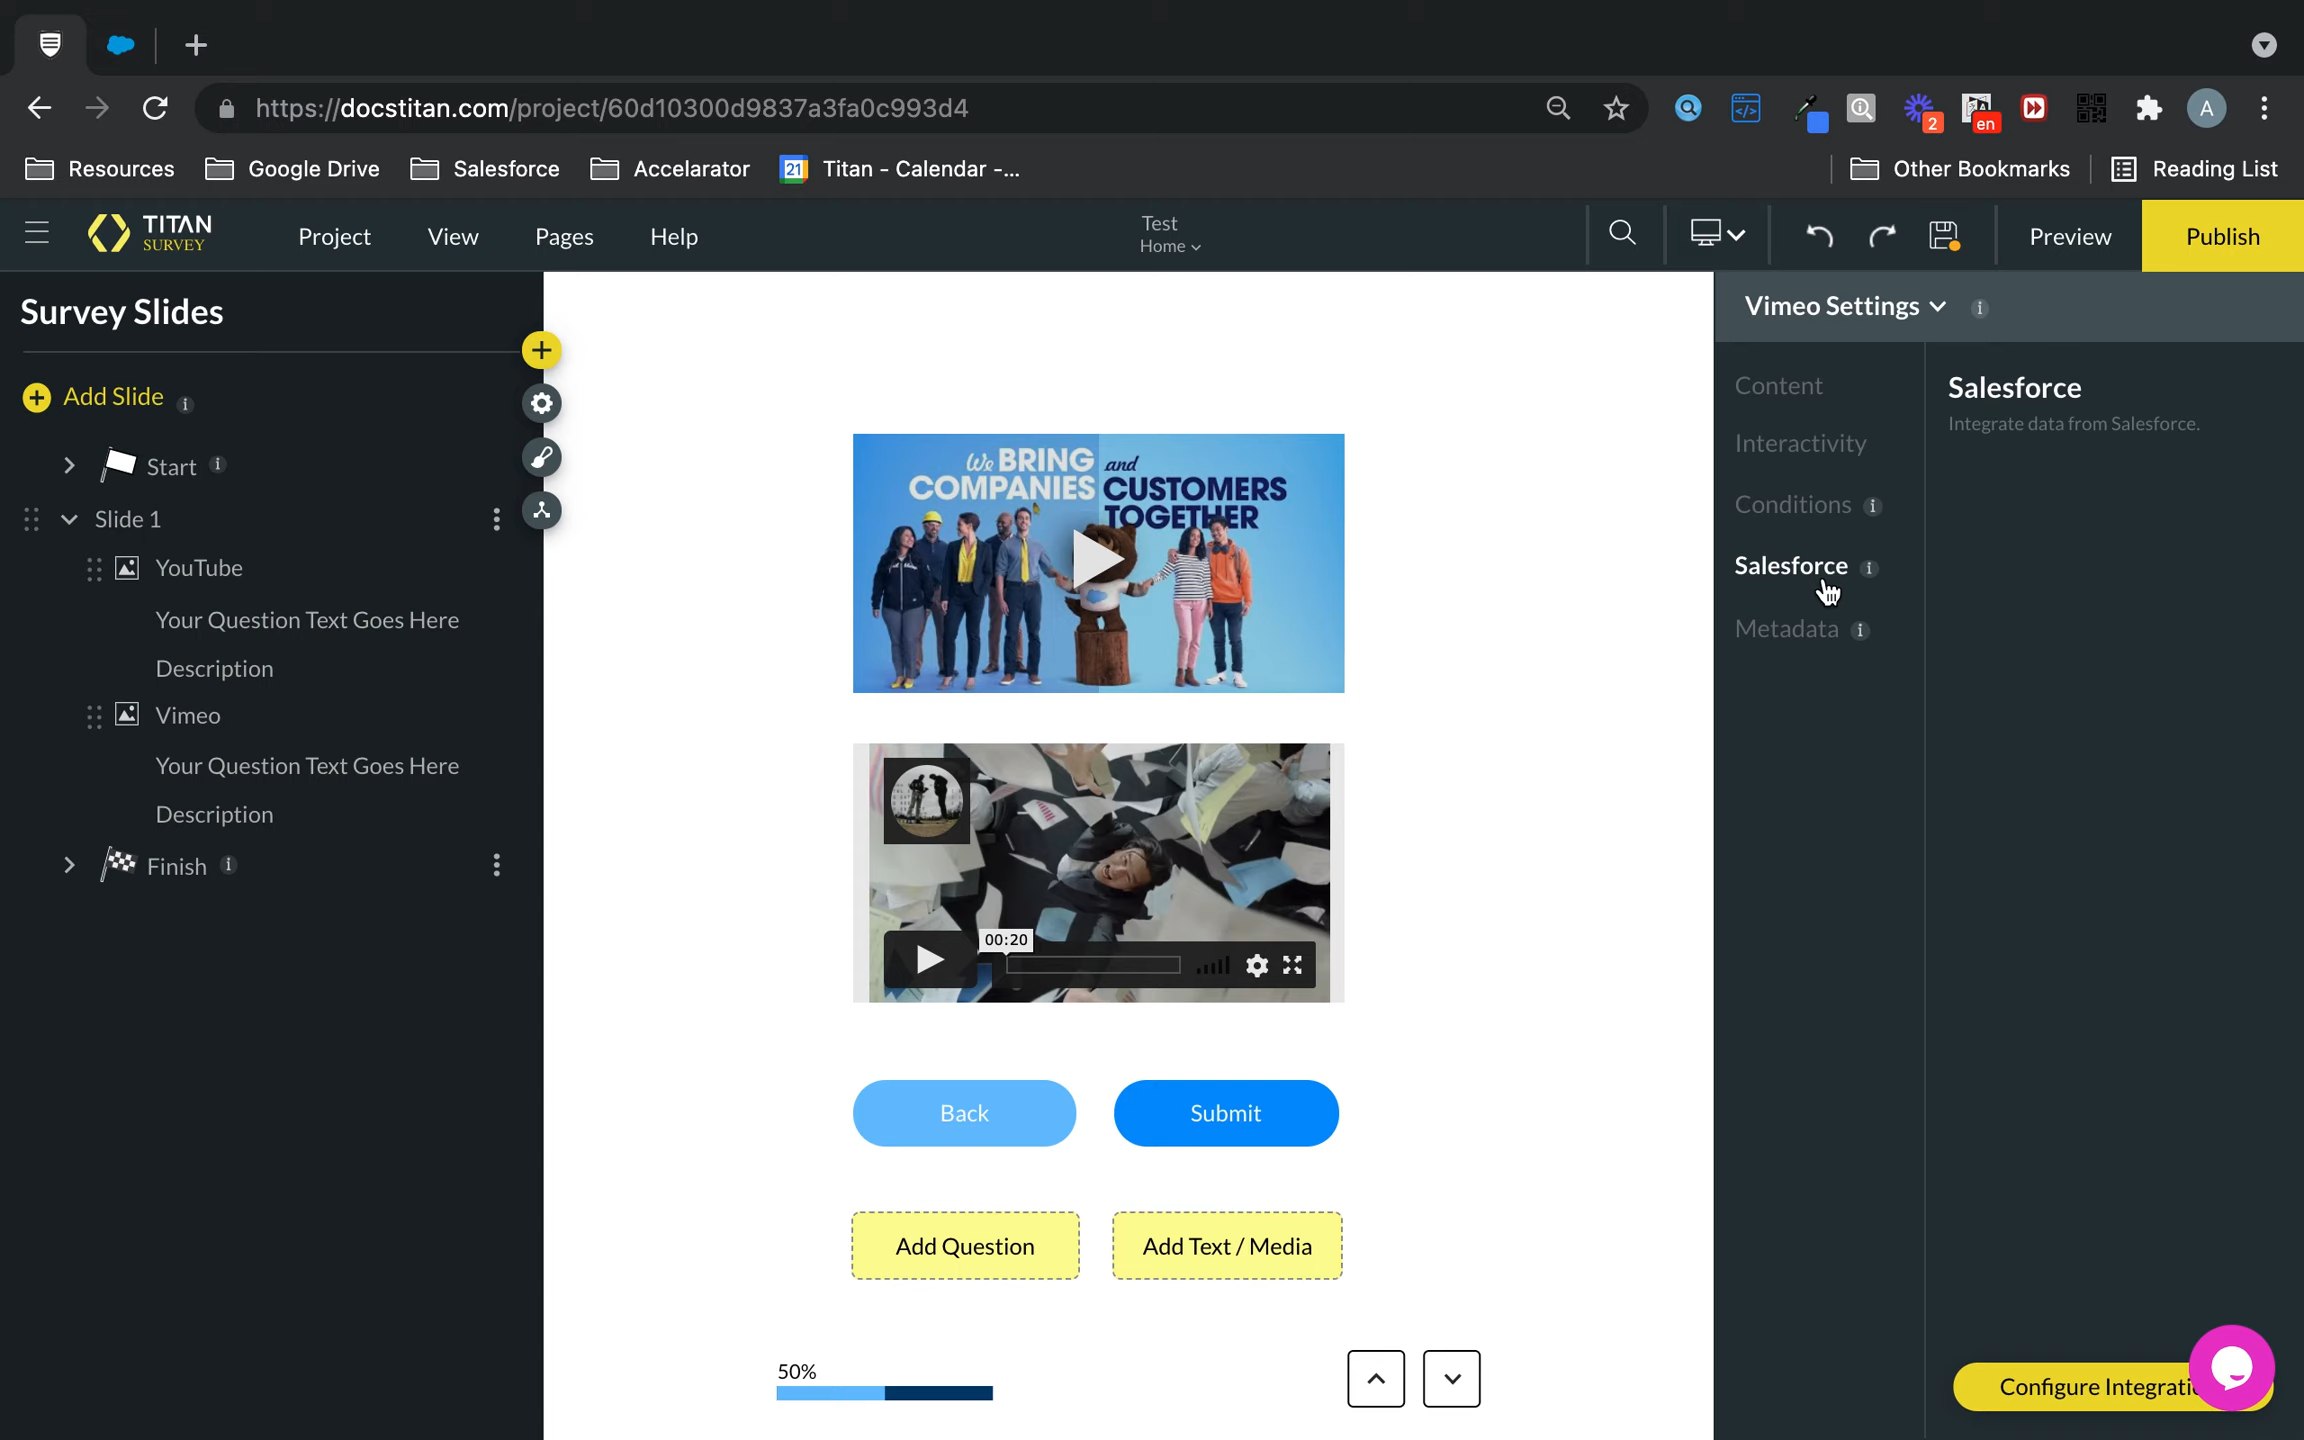 https://docstitan.com/project/60d10300d9837a3fa0c993d4
2
en
A
Resources
Google Drive
Salesforce
Accelarator
21
Titan - Calendar -...
Other Bookmarks
Reading List
TITAN
SURVEY
Project
View
Pages
Help
Test
Home
Preview
Publish
Survey Slides
Add Slide
Start
Slide 1
YouTube
Your Question Text Goes Here
Description
Vimeo
Your Question Text Goes Here
Description
Finish
We BRING and
COMPANIES CUSTOMERS
TOGETHER
00:20
Back
Submit
Add Question
Add Text / Media
50%
Vimeo Settings
Content
Interactivity
Conditions
Salesforce
Metadata
Salesforce
Integrate data from Salesforce.
Configure Integrati